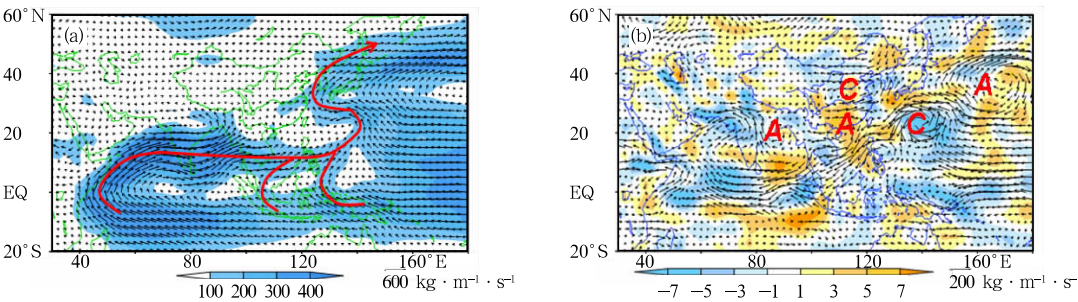 60°N
(a)
40
20
EQ
20°S
40
80
120
160°E
100 200 300 400
600 kg · m⁻¹ · s⁻¹
(b)
C
A
A
A
C
60°N
40
20
EQ
20°S
40
80
120
160°E
-7 -5 -3 -1 1 3 5 7
200 kg · m⁻¹ · s⁻